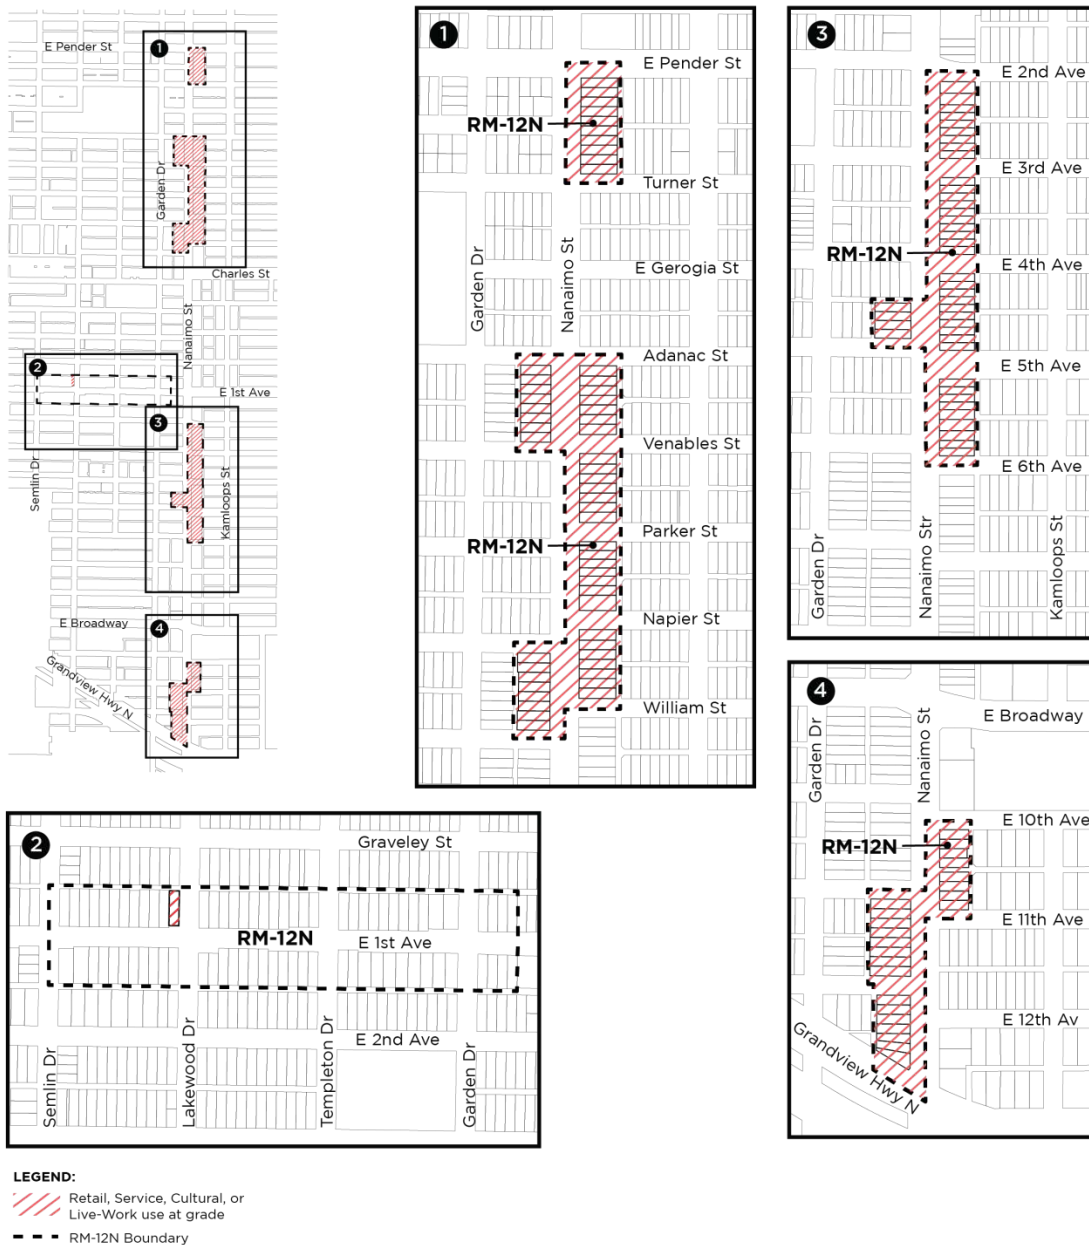 E Pender St
1
Garden Dr
Charles St
Nanaimo St
2
E 1st Ave
3
Semlin Dr
Kamloops St
E Broadway
4
Grandview Hwy N
1
E Pender St
RM-12N
Turner St
Garden Dr
Nanaimo St
E Gerogia St
Adanac St
Venables St
Parker St
RM-12N
Napier St
William St
3
E 2nd Ave
E 3rd Ave
RM-12N
E 4th Ave
E 5th Ave
E 6th Ave
Garden Dr
Nanaimo Str
Kamloops St
4
Garden Dr
Nanaimo St
E Broadway
E 10th Ave
RM-12N
E 11th Ave
E 12th Av
Grandview Hwy N
2
Graveley St
RM-12N
E 1st Ave
E 2nd Ave
Semlin Dr
Lakewood Dr
Templeton Dr
Garden Dr
LEGEND:
Retail, Service, Cultural, or
Live-Work use at grade
RM-12N Boundary